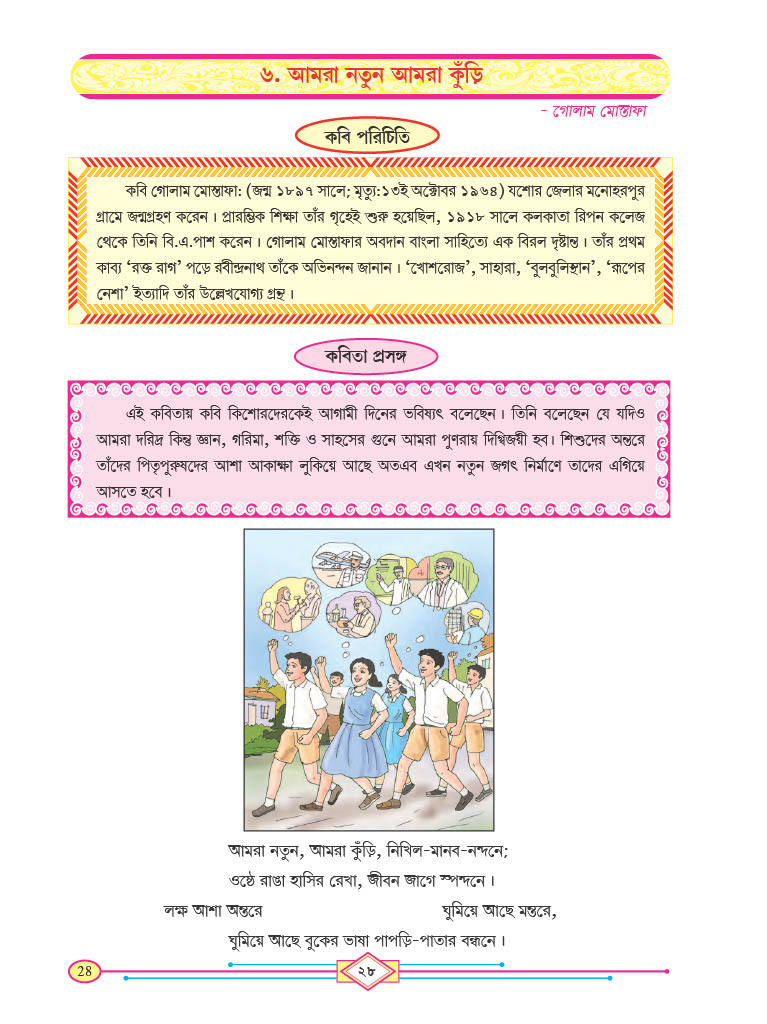 ৬. আমরা নতুন আমরা কুঁড়ি
- গোলাম মোস্তাফা
কবি পরিচিতি
কবি গোলাম মোস্তাফা: (জন্ম ১৮৯৭ সালে; মৃত্যু:১৩ই অক্টোবর ১৯৬৪) যশোর জেলার মনোহরপুর
গ্রামে জন্মগ্রহণ করেন। প্রারম্ভিক শিক্ষা তাঁর গৃহেই শুরু হয়েছিল, ১৯১৮ সালে কলকাতা রিপন কলেজ
থেকে তিনি বি.এ.পাশ করেন। গোলাম মোস্তাফার অবদান বাংলা সাহিত্যে এক বিরল দৃষ্টান্ত। তাঁর প্রথম
কাব্য ‘রক্ত রাগ’ পড়ে রবীন্দ্রনাথ তাঁকে অভিনন্দন জানান। ‘খোশরোজ’, সাহারা, ‘বুলবুলিস্থান’, ‘রূপের
নেশা’ ইত্যাদি তাঁর উল্লেখযোগ্য গ্রন্থ।
কবিতা প্রসঙ্গ
এই কবিতায় কবি কিশোরদেরকেই আগামী দিনের ভবিষ্যৎ বলেছেন। তিনি বলেছেন যে যদিও
আমরা দরিদ্র কিন্তু জ্ঞান, গরিমা, শক্তি ও সাহসের গুনে আমরা পুণরায় দিগ্বিজয়ী হব। শিশুদের অন্তরে
তাঁদের পিতৃপুরুষদের আশা আকাঙ্ক্ষা লুকিয়ে আছে অতএব এখন নতুন জগৎ নির্মাণে তাদের এগিয়ে
আসতে হবে।
আমরা নতুন, আমরা কুঁড়ি, নিখিল-মানব-নন্দনে;
ওষ্ঠে রাঙা হাসির রেখা, জীবন জাগে স্পন্দনে।
লক্ষ আশা অন্তরে ঘুমিয়ে আছে মন্তরে,
ঘুমিয়ে আছে বুকের ভাষা পাপড়ি-পাতার বন্ধনে।
28 ২৮